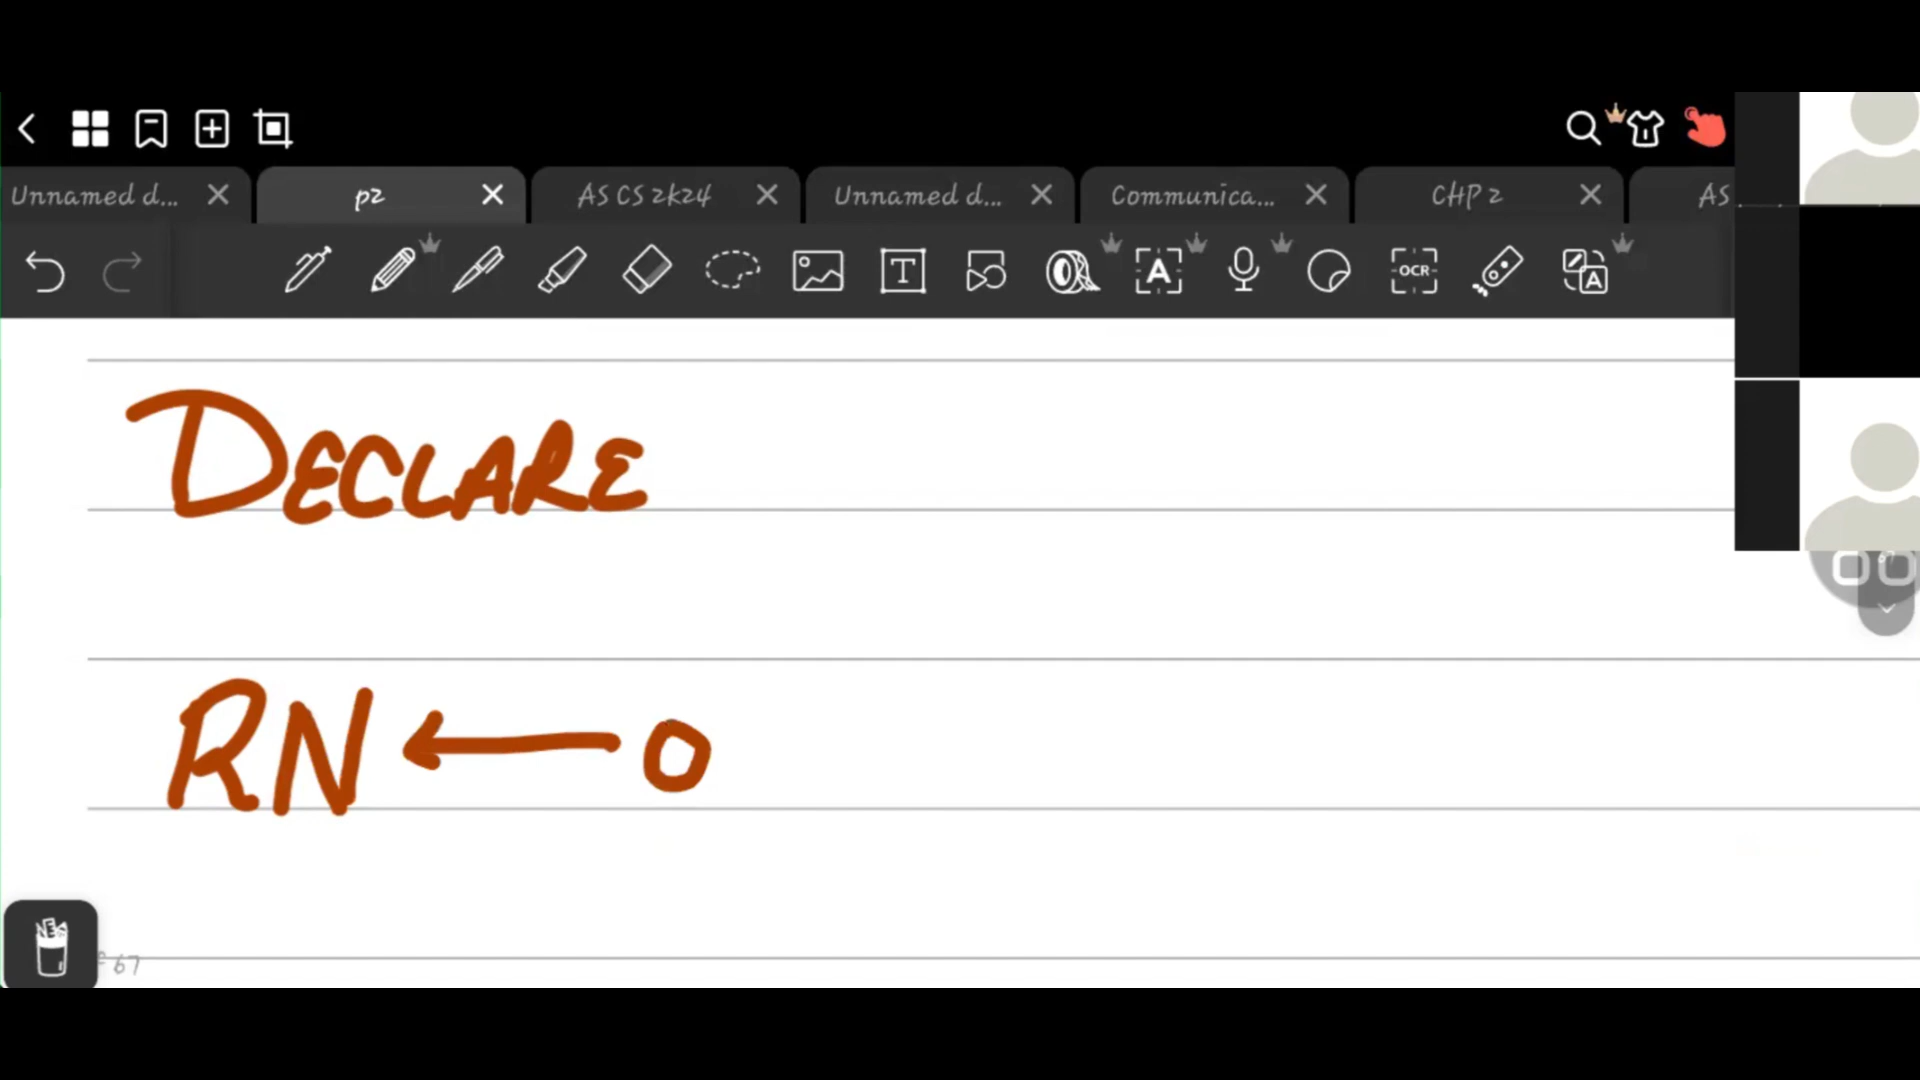 Unnamed d... p2 AS CS 2k24 Unnamed d... Communica... CHP 2 AS
T A OCR A
DECLARE
RN ← 0
67